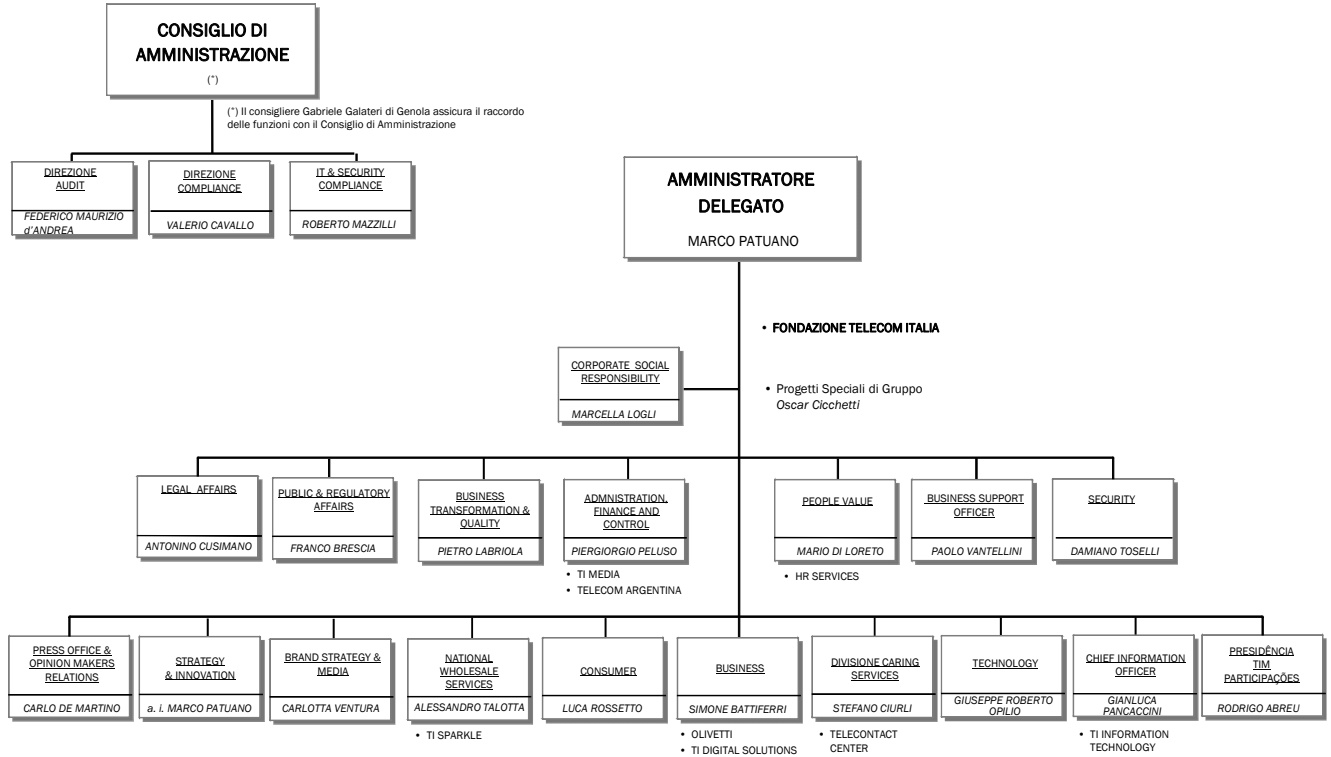 CONSIGLIO DI
AMMINISTRAZIONE
(*)
(*) Il consigliere Gabriele Galateri di Genola assicura il raccordo
delle funzioni con il Consiglio di Amministrazione
DIREZIONE
AUDIT
FEDERICO MAURIZIO
d'ANDREA
DIREZIONE
COMPLIANCE
VALERIO CAVALLO
IT & SECURITY
COMPLIANCE
ROBERTO MAZZILLI
AMMINISTRATORE
DELEGATO
MARCO PATUANO
• FONDAZIONE TELECOM ITALIA
CORPORATE SOCIAL
RESPONSIBILITY
MARCELLA LOGLI
• Progetti Speciali di Gruppo
Oscar Cicchetti
LEGAL AFFAIRS
ANTONINO CUSIMANO
PUBLIC & REGULATORY
AFFAIRS
FRANCO BRESCIA
BUSINESS
TRANSFORMATION &
QUALITY
PIETRO LABRIOLA
ADMNISTRATION,
FINANCE AND
CONTROL
PIERGIORGIO PELUSO
• TI MEDIA
• TELECOM ARGENTINA
PEOPLE VALUE
MARIO DI LORETO
• HR SERVICES
BUSINESS SUPPORT
OFFICER
PAOLO VANTELLINI
SECURITY
DAMIANO TOSELLI
PRESS OFFICE &
OPINION MAKERS
RELATIONS
CARLO DE MARTINO
STRATEGY
& INNOVATION
a. i. MARCO PATUANO
BRAND STRATEGY &
MEDIA
CARLOTTA VENTURA
NATIONAL
WHOLESALE
SERVICES
ALESSANDRO TALOTTA
• TI SPARKLE
CONSUMER
LUCA ROSSETTO
BUSINESS
SIMONE BATTIFERRI
• OLIVETTI
• TI DIGITAL SOLUTIONS
DIVISIONE CARING
SERVICES
STEFANO CIURLI
• TELECONTACT
CENTER
TECHNOLOGY
GIUSEPPE ROBERTO
OPILIO
CHIEF INFORMATION
OFFICER
GIANLUCA
PANCACCINI
• TI INFORMATION
TECHNOLOGY
PRESIDÊNCIA
TIM
PARTICIPAÇÕES
RODRIGO ABREU